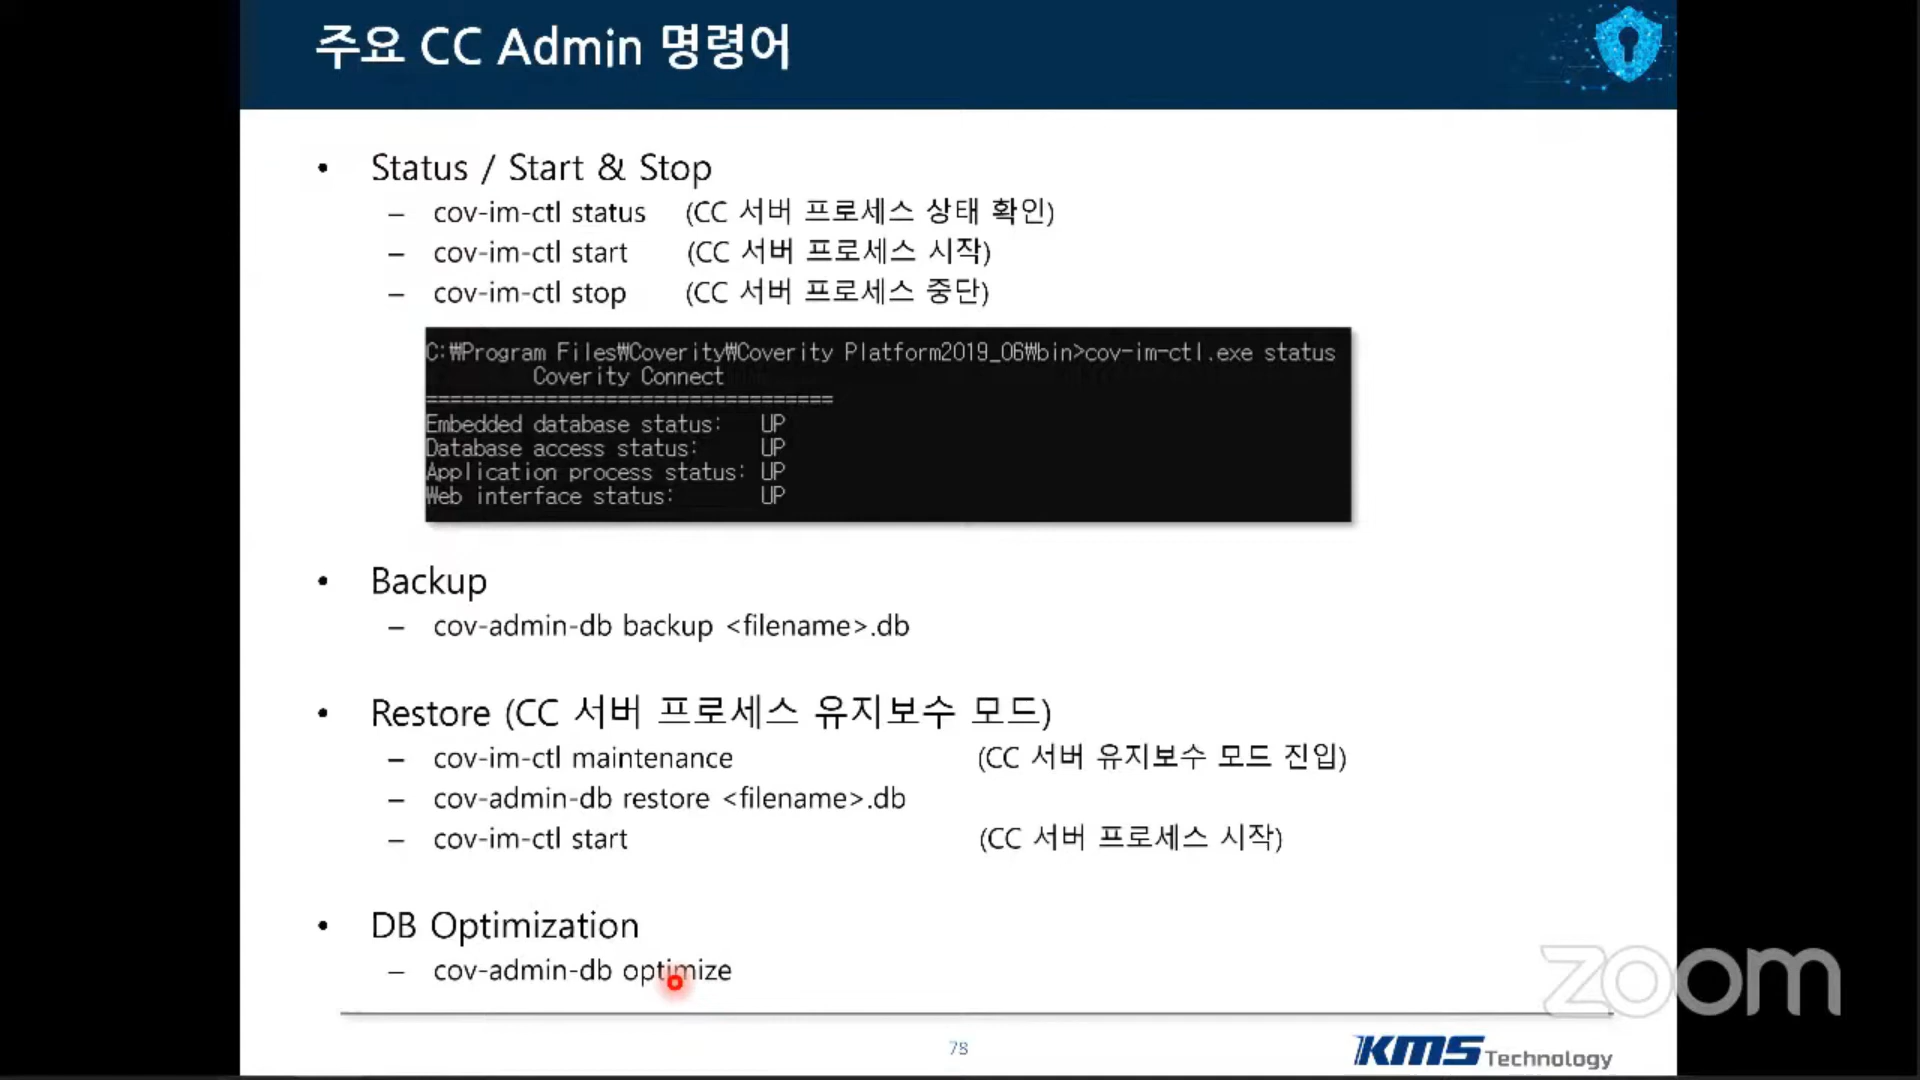 주요 CC Admin 명령어
• Status / Start & Stop
– cov-im-ctl status (CC 서버 프로세스 상태 확인)
– cov-im-ctl start (CC 서버 프로세스 시작)
– cov-im-ctl stop (CC 서버 프로세스 중단)
C:₩Program Files₩Coverity₩Coverity Platform2019_06₩bin>cov-im-ctl.exe status
Coverity Connect
==================================
Embedded database status: UP
Database access status: UP
Application process status: UP
Web interface status: UP
• Backup
– cov-admin-db backup <filename>.db
• Restore (CC 서버 프로세스 유지보수 모드)
– cov-im-ctl maintenance (CC 서버 유지보수 모드 진입)
– cov-admin-db restore <filename>.db
– cov-im-ctl start (CC 서버 프로세스 시작)
• DB Optimization
– cov-admin-db optimize
zoom
78
KMS Technology